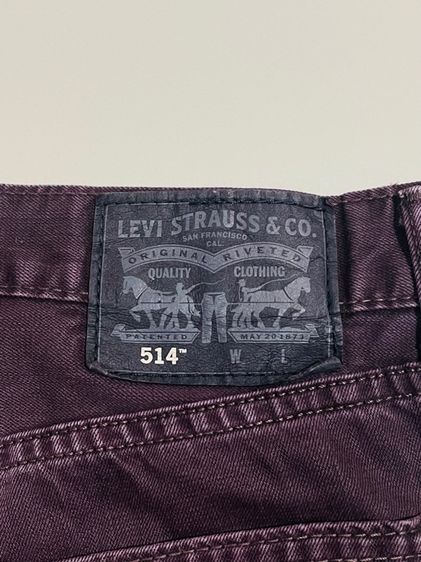 LEVI STRAUSS & CO.
SAN FRANCISCO
CAL.
ORIGINAL RIVETED
QUALITY CLOTHING
PATENTED MAY 20 1873
514™ W L